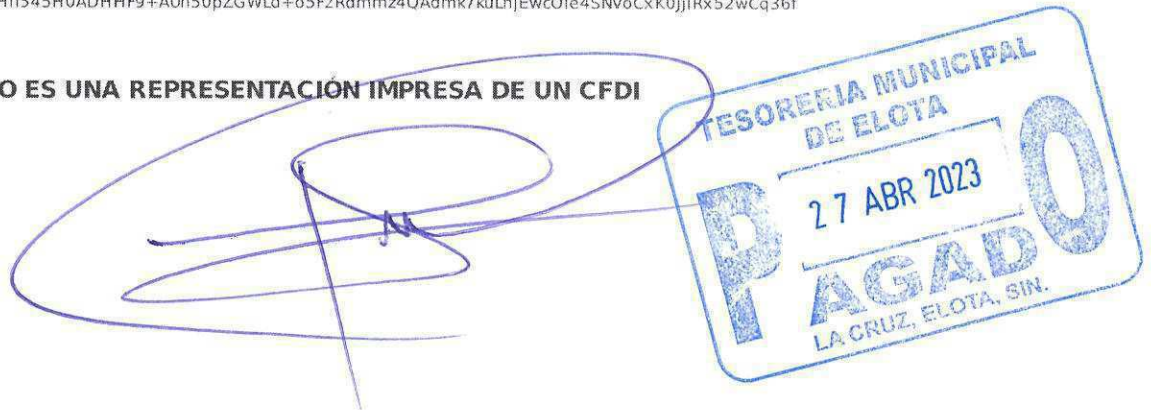 O ES UNA REPRESENTACIÓN IMPRESA DE UN CFDI
TESORERIA MUNICIPAL
DE ELOTA
27 ABR 2023
PAGADO
LA CRUZ, ELOTA, SIN.